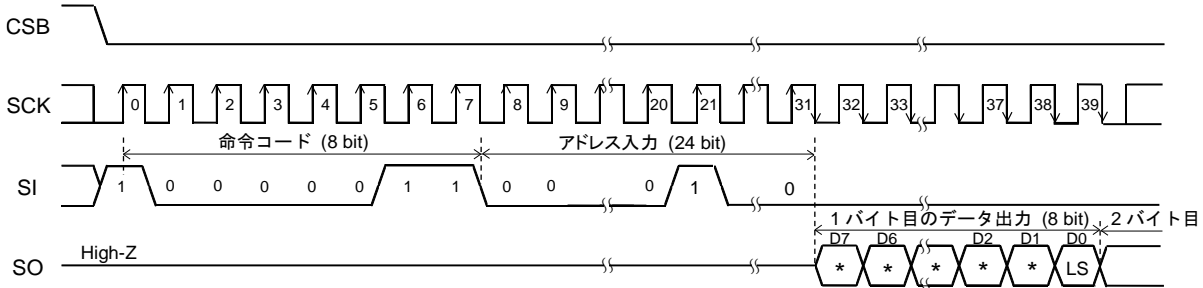 CSB
SCK
0 1 2 3 4 5 6 7 8 9 20 21 31 32 33 37 38 39
命令コード (8 bit) アドレス入力 (24 bit)
SI
1 0 0 0 0 0 1 1 0 0 0 1 0
1 バイト目のデータ出力 (8 bit) 2 バイト目
D7 D6 D2 D1 D0
High-Z
SO
* * * * * LS